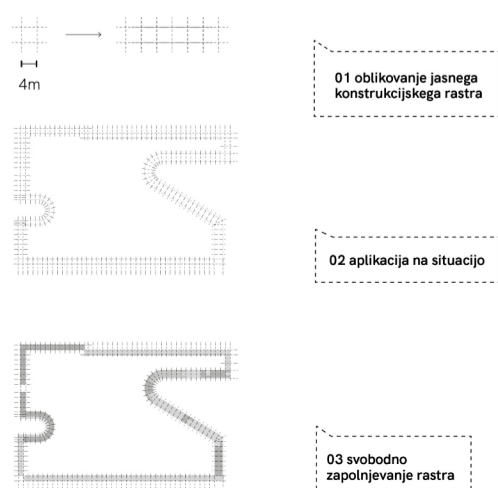 4m
01 oblikovanje jasnega
konstrukcijskega rastra
02 aplikacija na situacijo
03 svobodno
zapolnjevanje rastra